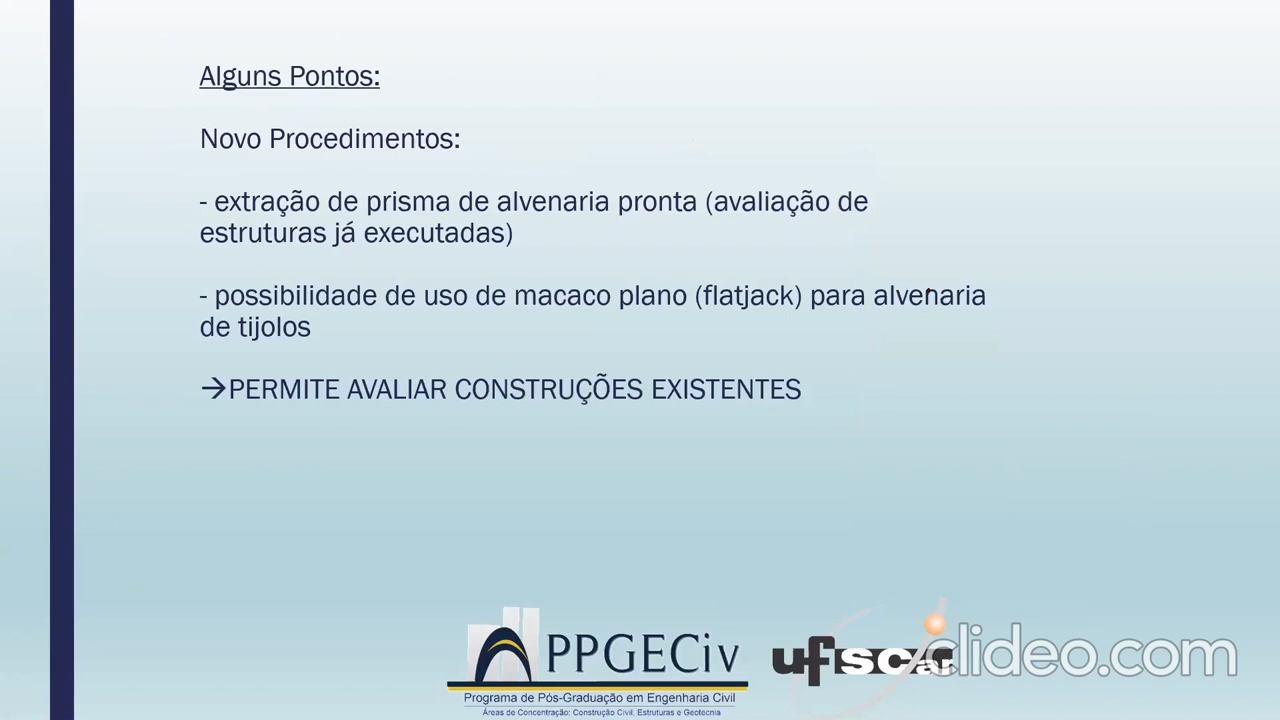 Alguns Pontos:
Novo Procedimentos:
- extração de prisma de alvenaria pronta (avaliação de
estruturas já executadas)
- possibilidade de uso de macaco plano (flatjack) para alvenaria
de tijolos
→PERMITE AVALIAR CONSTRUÇÕES EXISTENTES
PPGECiv
Programa de Pós-Graduação em Engenharia Civil
Áreas de Concentração: Construção Civil, Estruturas e Geotecnia
ufscar
clideo.com